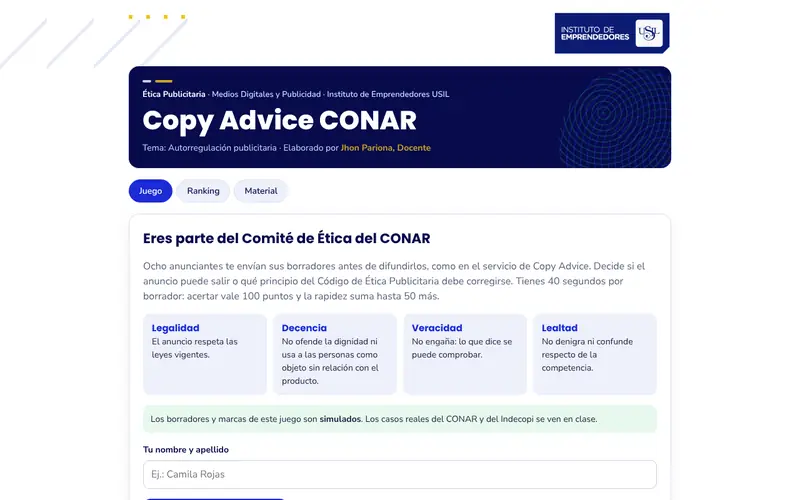 INSTITUTO DE
EMPRENDEDORES
USIL
Ética Publicitaria · Medios Digitales y Publicidad · Instituto de Emprendedores USIL
Copy Advice CONAR
Tema: Autorregulación publicitaria · Elaborado por Jhon Pariona, Docente
Juego
Ranking
Material
Eres parte del Comité de Ética del CONAR
Ocho anunciantes te envían sus borradores antes de difundirlos, como en el servicio de Copy Advice. Decide si el
anuncio puede salir o qué principio del Código de Ética Publicitaria debe corregirse. Tienes 40 segundos por
borrador: acertar vale 100 puntos y la rapidez suma hasta 50 más.
Legalidad
El anuncio respeta las
leyes vigentes.
Decencia
No ofende la dignidad ni
usa a las personas como
objeto sin relación con el
producto.
Veracidad
No engaña: lo que dice se
puede comprobar.
Lealtad
No denigra ni confunde
respecto de la
competencia.
Los borradores y marcas de este juego son simulados. Los casos reales del CONAR y del Indecopi se ven en clase.
Tu nombre y apellido
Ej.: Camila Rojas